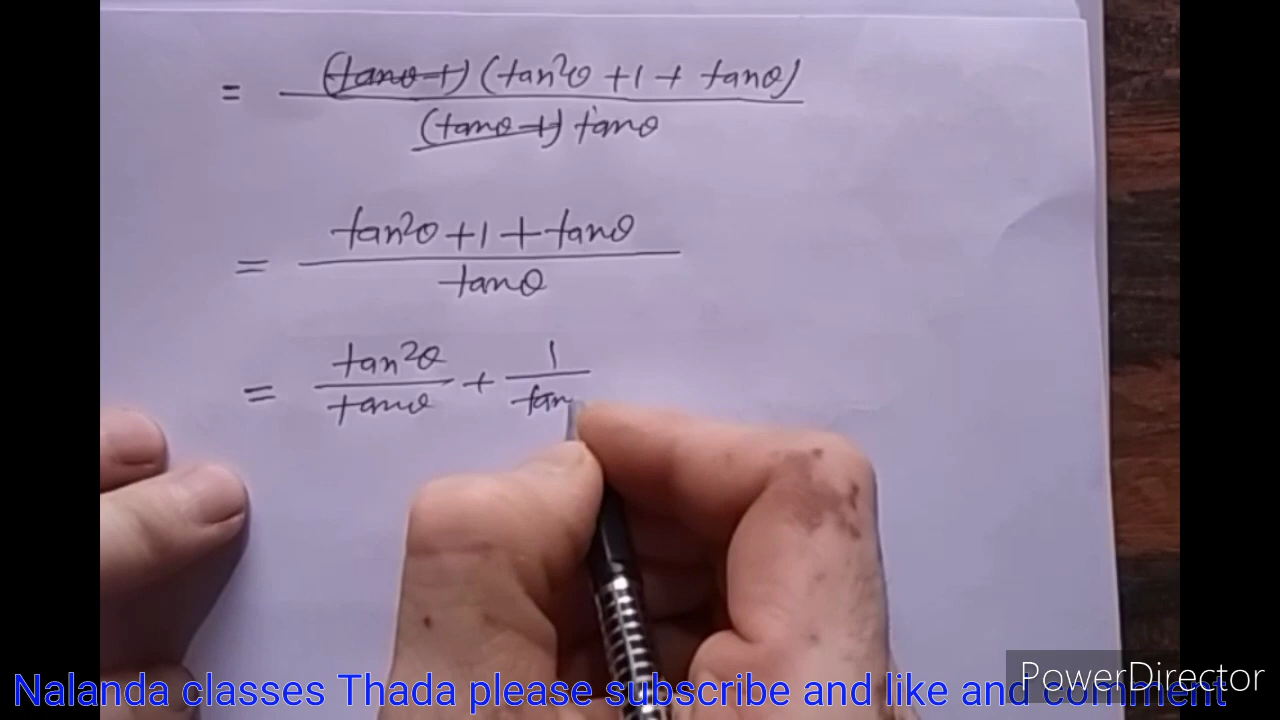 = (tanθ-1) (tan²θ +1 + tanθ) / (tanθ-1) tanθ
= tan²θ +1 + tanθ / tanθ
= tan²θ / tanθ + 1 / tan
PowerDirector
Nalanda classes Thada please subscribe and like and comment